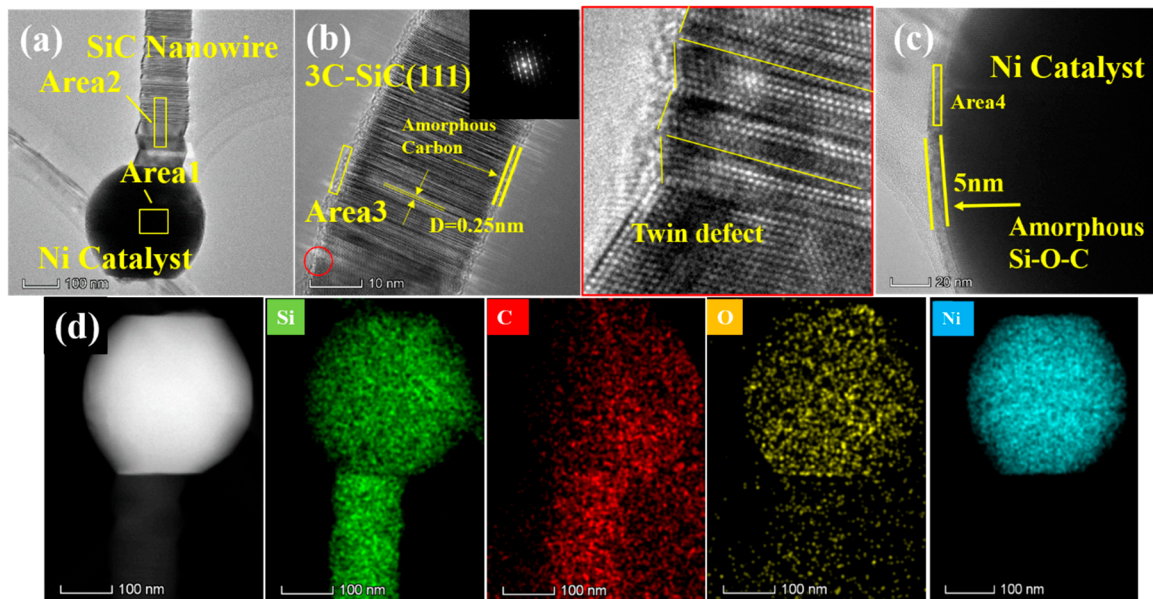 (a)
SiC Nanowire
Area2
Area1
Ni Catalyst
100 nm
(b)
3C-SiC(111)
Amorphous
Carbon
Area3
D=0.25nm
10 nm
Twin defect
(c)
Ni Catalyst
Area4
5nm
Amorphous
Si-O-C
20 nm
(d)
100 nm
Si
100 nm
C
100 nm
O
100 nm
Ni
100 nm